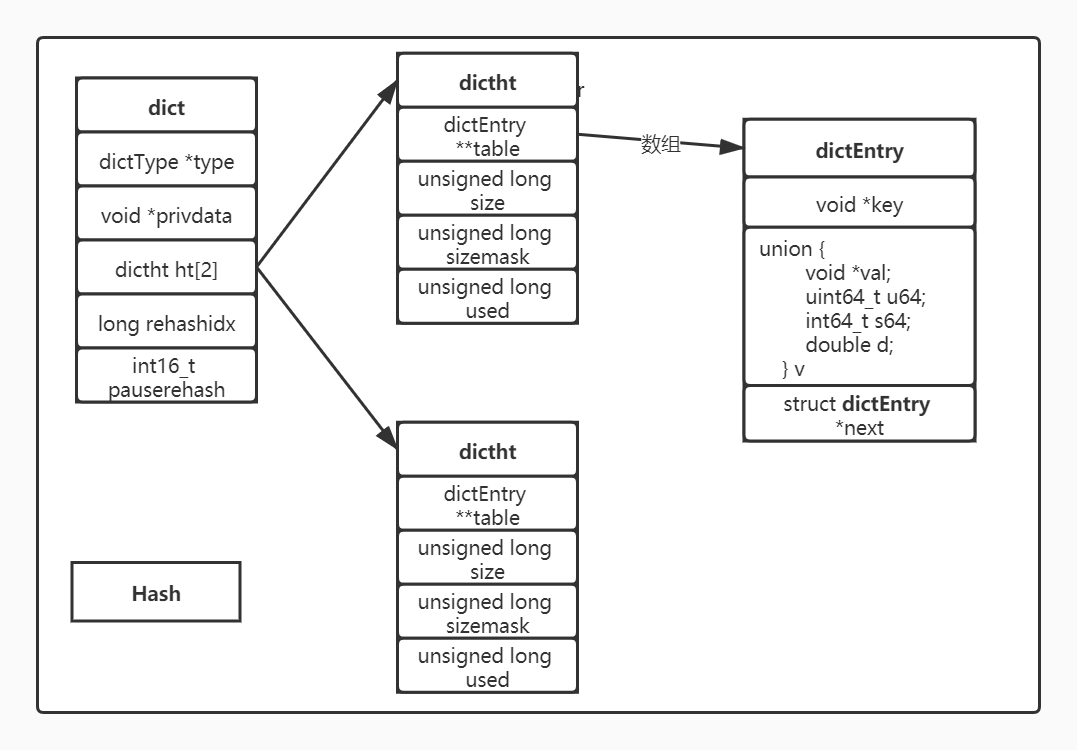 dict
dictType *type
void *privdata
dictht ht[2]
long rehashidx
int16_t
pauserehash
dictht
dictEntry
**table
unsigned long
size
unsigned long
sizemask
unsigned long
used
r
数组
dictEntry
void *key
union {
void *val;
uint64_t u64;
int64_t s64;
double d;
} v
struct dictEntry
*next
dictht
dictEntry
**table
unsigned long
size
unsigned long
sizemask
unsigned long
used
Hash